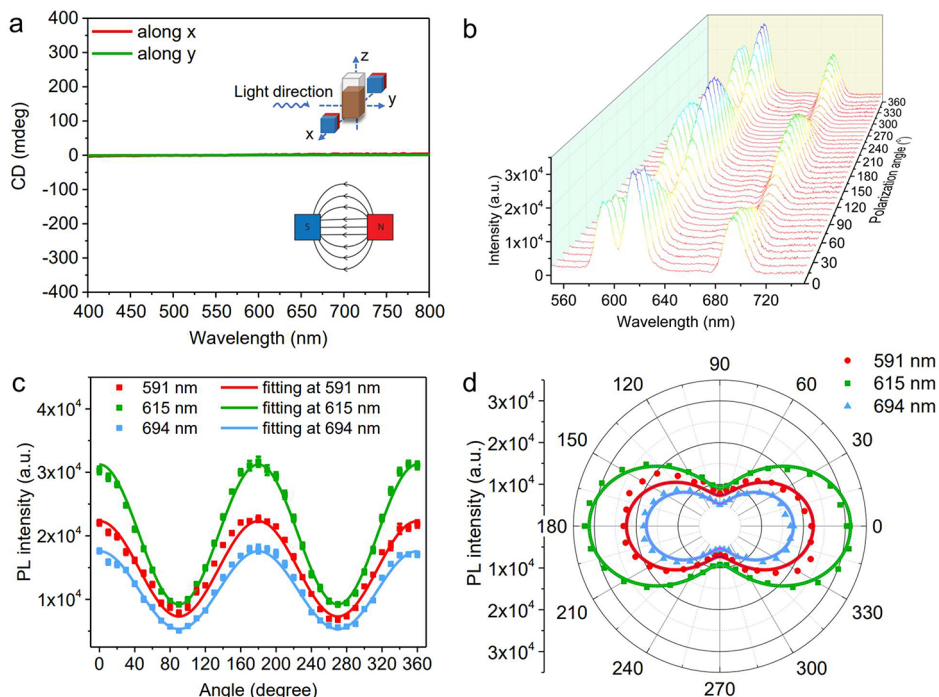 a
along x
along y
400
300
200
100
0
-100
-200
-300
-400
CD (mdeg)
400 450 500 550 600 650 700 750 800
Wavelength (nm)
z
Light direction
y
x
S
N
b
3x10⁴
2x10⁴
1x10⁴
0
Intensity (a.u.)
560 600 640 680 720
Wavelength (nm)
360
330
300
270
240
210
180
150
120
90
60
30
0
Polarization angle (°)
c
591 nm fitting at 591 nm
615 nm fitting at 615 nm
694 nm fitting at 694 nm
4x10⁴
3x10⁴
2x10⁴
1x10⁴
PL intensity (a.u.)
0 40 80 120 160 200 240 280 320 360
Angle (degree)
d
591 nm
615 nm
694 nm
3x10⁴
2x10⁴
1x10⁴
1x10⁴
2x10⁴
3x10⁴
PL intensity (a.u.)
90
120 60
150 30
180 0
210 330
240 300
270